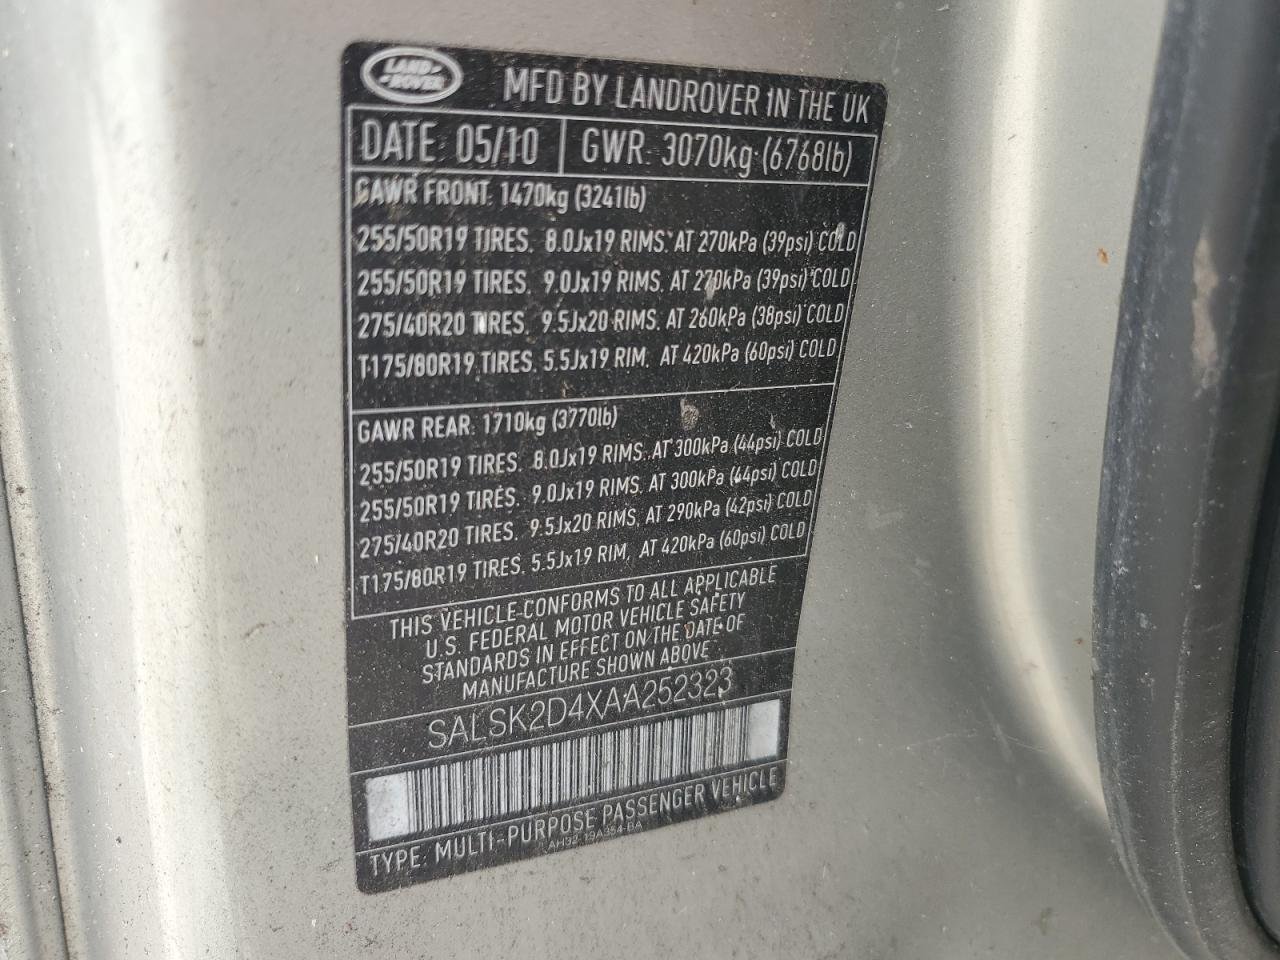 LAND ROVER
MFD BY LANDROVER IN THE UK
DATE: 05/10 GWR: 3070kg (6768lb)
GAWR FRONT: 1470kg (3241lb)
255/50R19 TIRES. 8.0Jx19 RIMS. AT 270kPa (39psi) COLD
255/50R19 TIRES. 9.0Jx19 RIMS. AT 270kPa (39psi) COLD
275/40R20 TIRES. 9.5Jx20 RIMS. AT 260kPa (38psi) COLD
T175/80R19 TIRES. 5.5Jx19 RIM. AT 420kPa (60psi) COLD
GAWR REAR: 1710kg (3770lb)
255/50R19 TIRES. 8.0Jx19 RIMS. AT 300kPa (44psi) COLD
255/50R19 TIRES. 9.0Jx19 RIMS. AT 300kPa (44psi) COLD
275/40R20 TIRES. 9.5Jx20 RIMS. AT 290kPa (42psi) COLD
T175/80R19 TIRES. 5.5Jx19 RIM, AT 420kPa (60psi) COLD
THIS VEHICLE CONFORMS TO ALL APPLICABLE
U.S. FEDERAL MOTOR VEHICLE SAFETY
STANDARDS IN EFFECT ON THE DATE OF
MANUFACTURE SHOWN ABOVE
SALSK2D4XAA252323
TYPE: MULTI-PURPOSE PASSENGER VEHICLE
AH32-19A354-BA